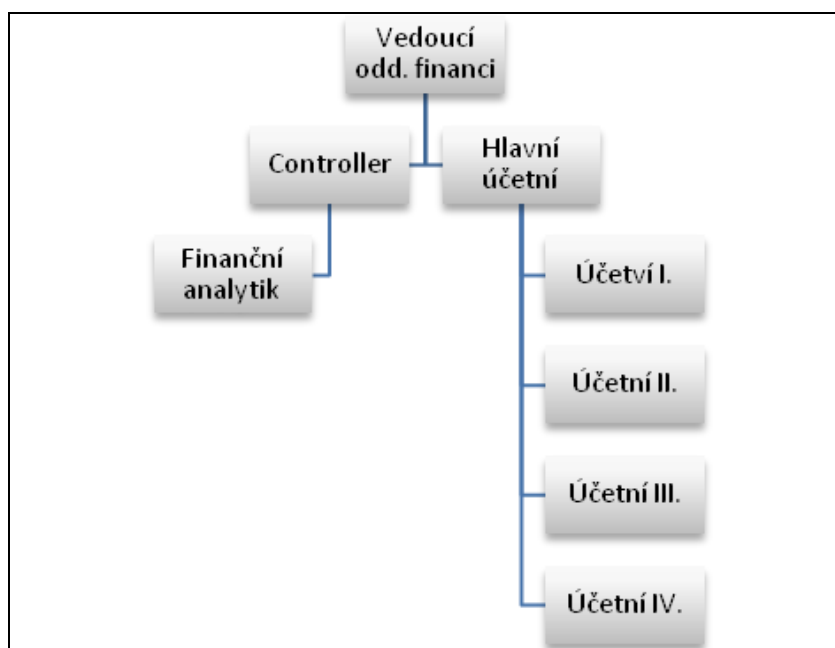 Vedoucí
odd. financi
Controller
Hlavní
účetní
Finanční
analytik
Účetví I.
Účetní II.
Účetní III.
Účetní IV.